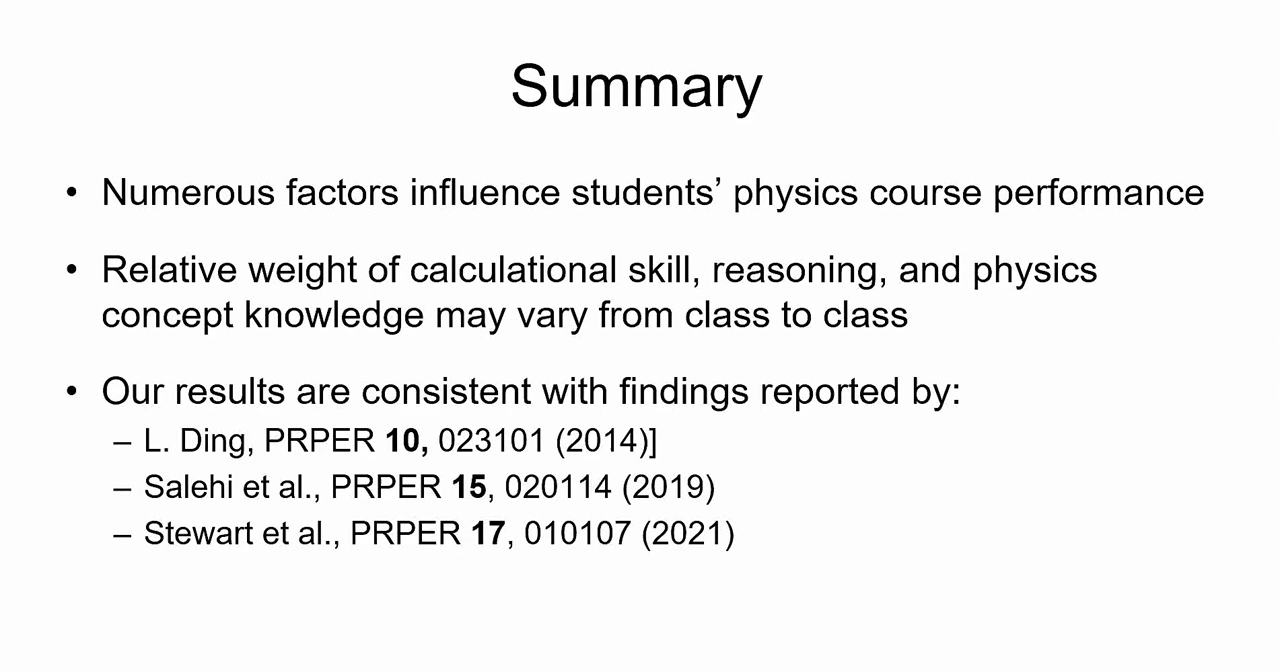 Summary
• Numerous factors influence students’ physics course performance
• Relative weight of calculational skill, reasoning, and physics
concept knowledge may vary from class to class
• Our results are consistent with findings reported by:
– L. Ding, PRPER 10, 023101 (2014)]
– Salehi et al., PRPER 15, 020114 (2019)
– Stewart et al., PRPER 17, 010107 (2021)